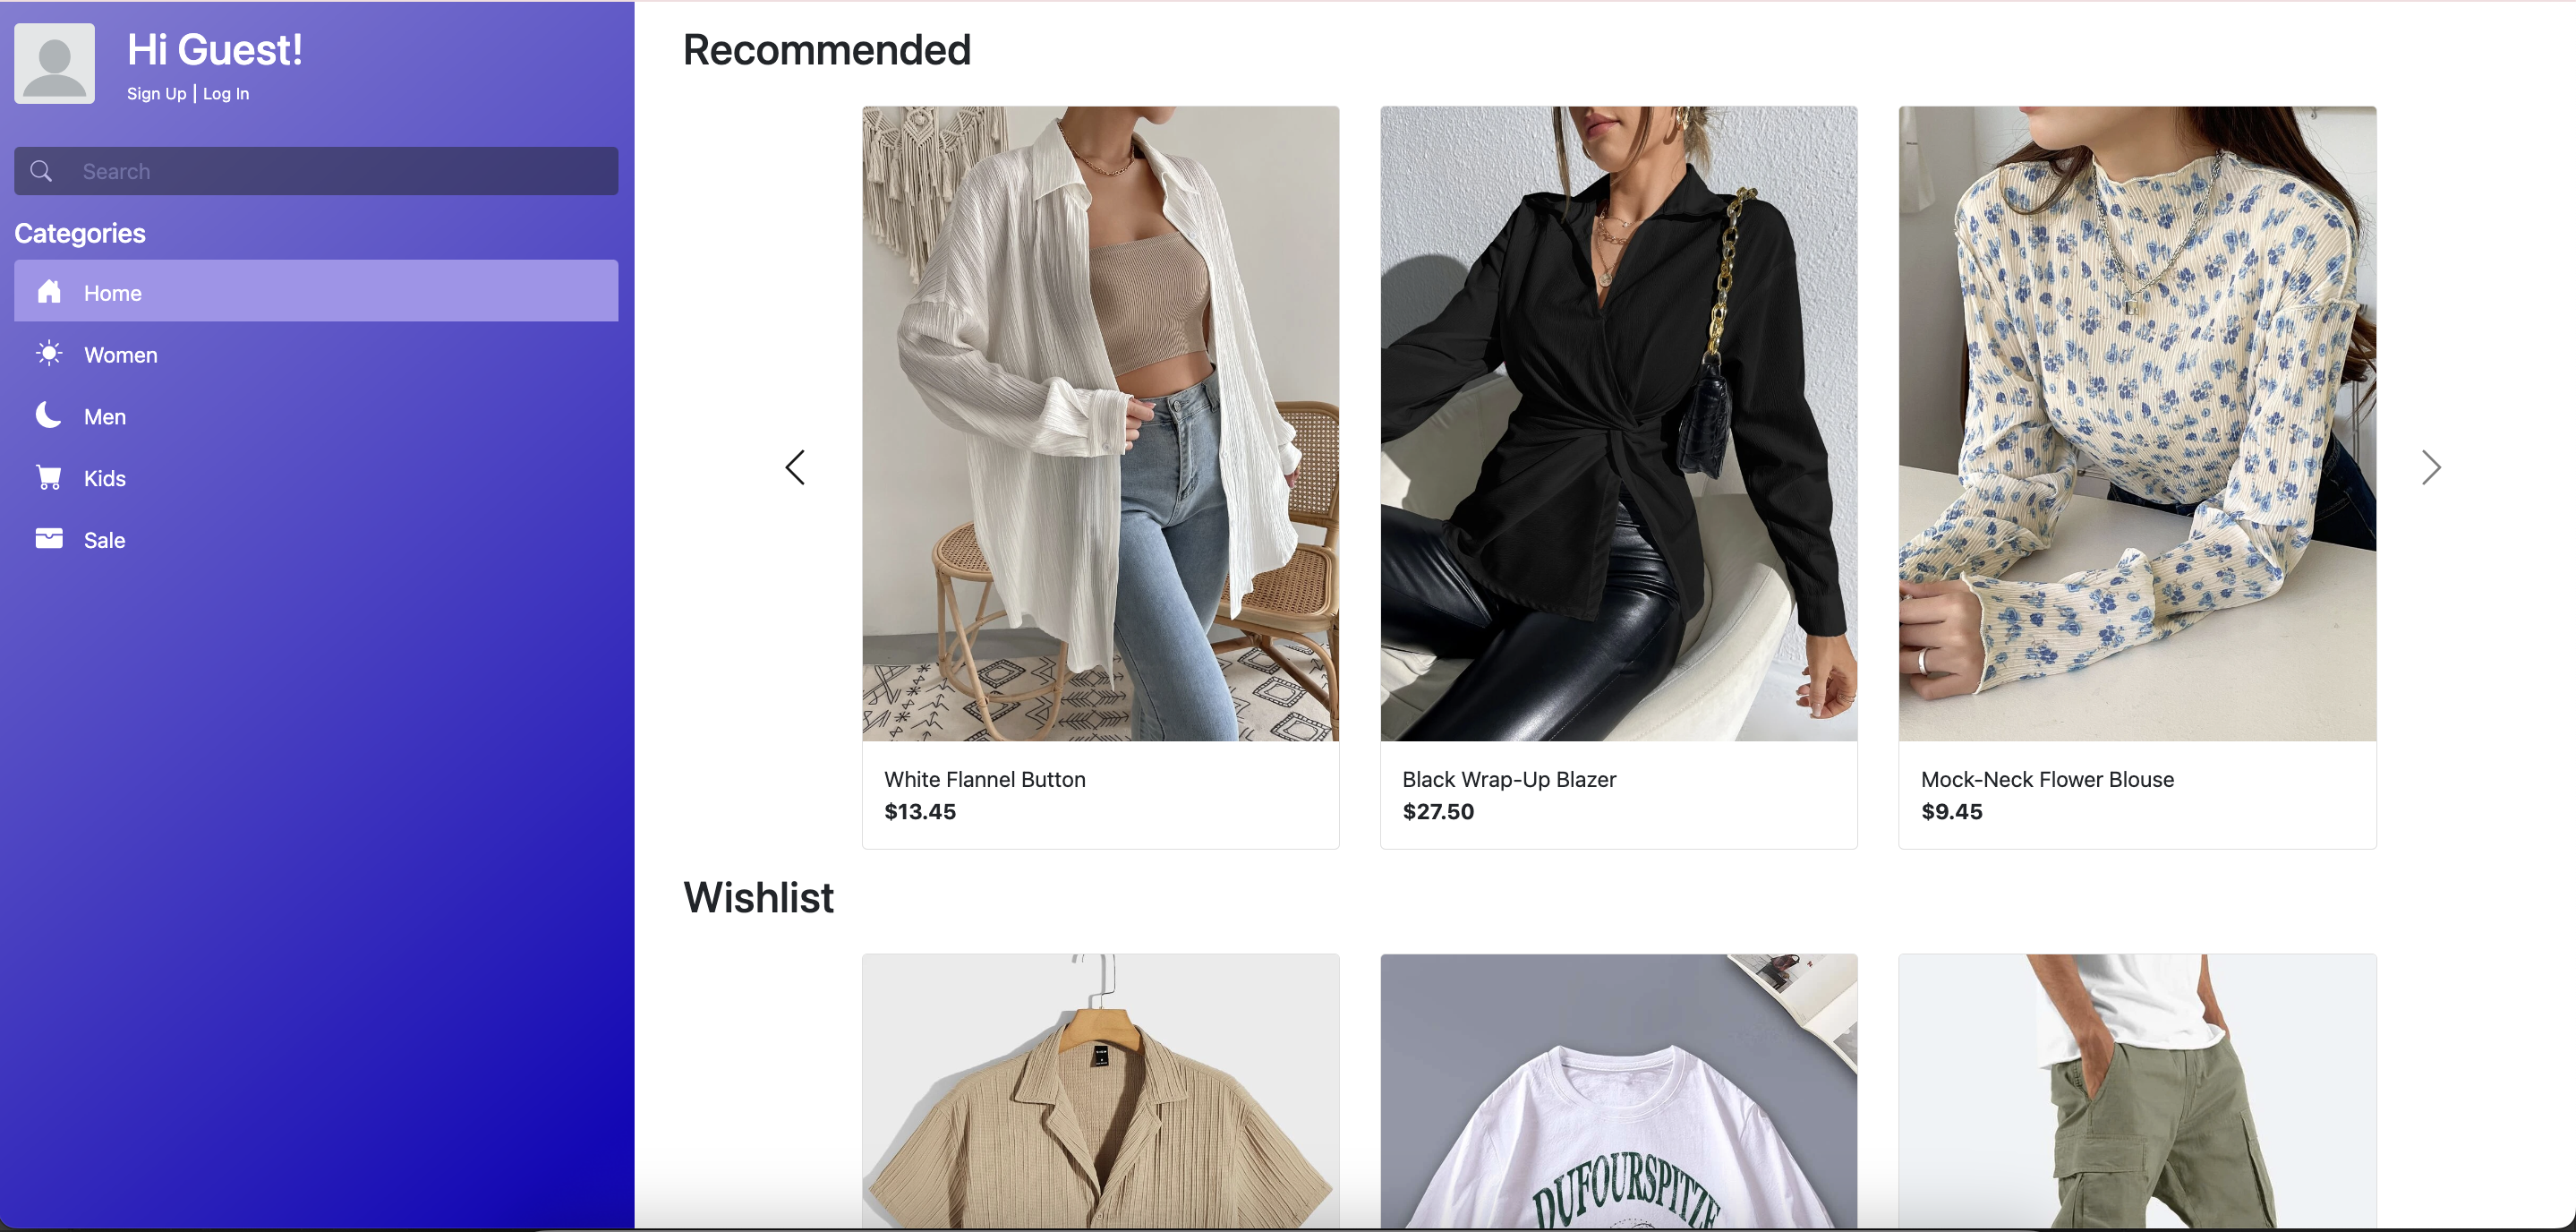 Hi Guest!
Sign Up | Log In
Search
Categories
Home
Women
Men
Kids
Sale
Recommended
White Flannel Button
$13.45
Black Wrap-Up Blazer
$27.50
Mock-Neck Flower Blouse
$9.45
Wishlist
DUFOURSPITZE